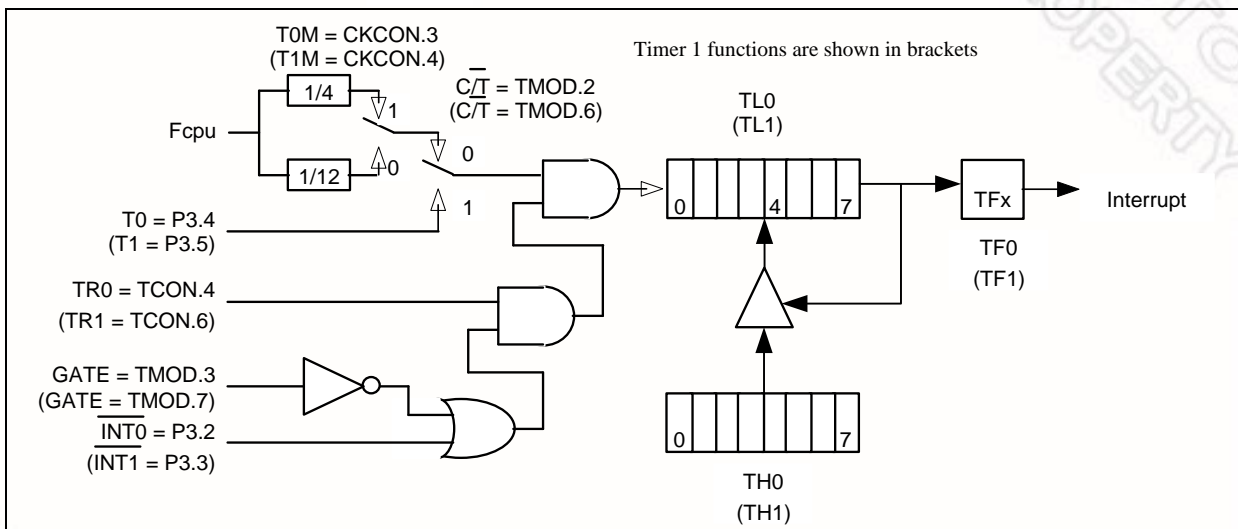 T0M = CKCON.3
(T1M = CKCON.4)
Timer 1 functions are shown in brackets
C/T = TMOD.2
(C/T = TMOD.6)
1/4
1
Fcpu
0
1/12
0
1
T0 = P3.4
(T1 = P3.5)
TL0
(TL1)
0 4 7
TFx
Interrupt
TF0
(TF1)
TR0 = TCON.4
(TR1 = TCON.6)
GATE = TMOD.3
(GATE = TMOD.7)
INT0 = P3.2
(INT1 = P3.3)
0 7
TH0
(TH1)